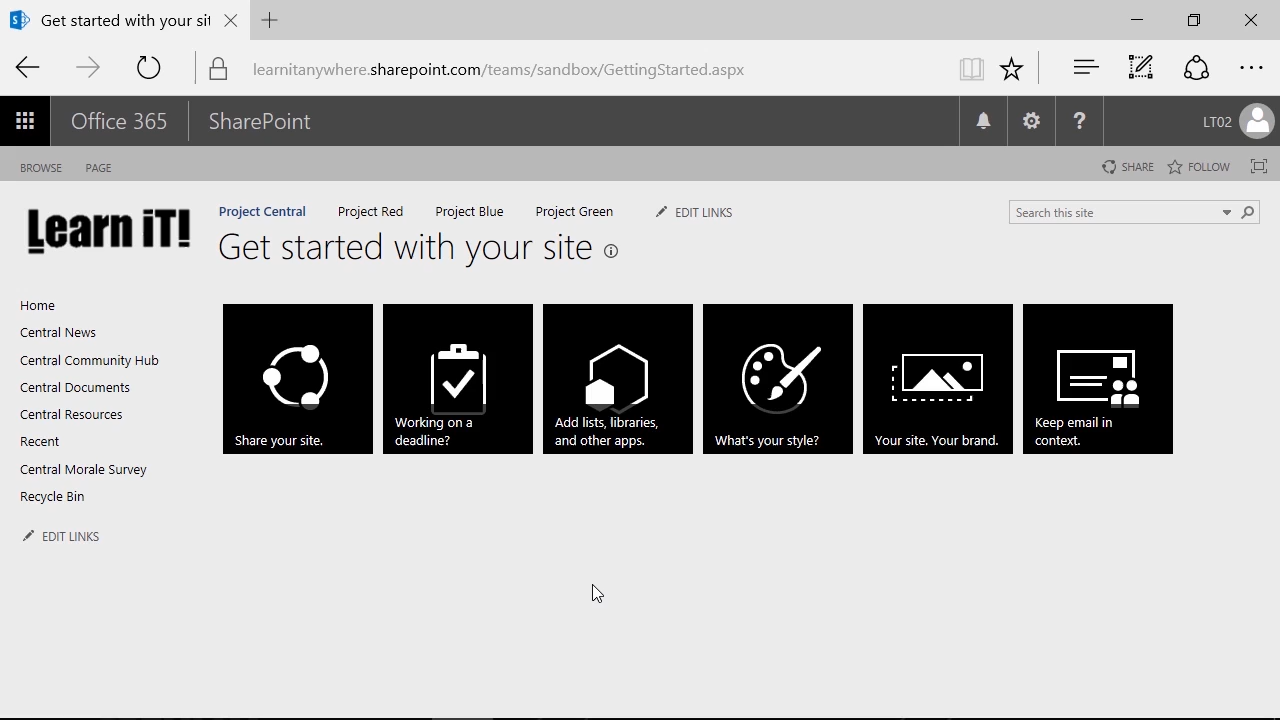 Get started with your sit
learnitanywhere.sharepoint.com/teams/sandbox/GettingStarted.aspx
Office 365 SharePoint ? LT02
BROWSE PAGE SHARE FOLLOW
Learn iT!
Project Central Project Red Project Blue Project Green EDIT LINKS
Search this site
Get started with your site
Home
Central News
Central Community Hub
Central Documents
Central Resources
Recent
Central Morale Survey
Recycle Bin
EDIT LINKS
Share your site.
Working on a
deadline?
Add lists, libraries,
and other apps.
What's your style?
Your site. Your brand.
Keep email in
context.